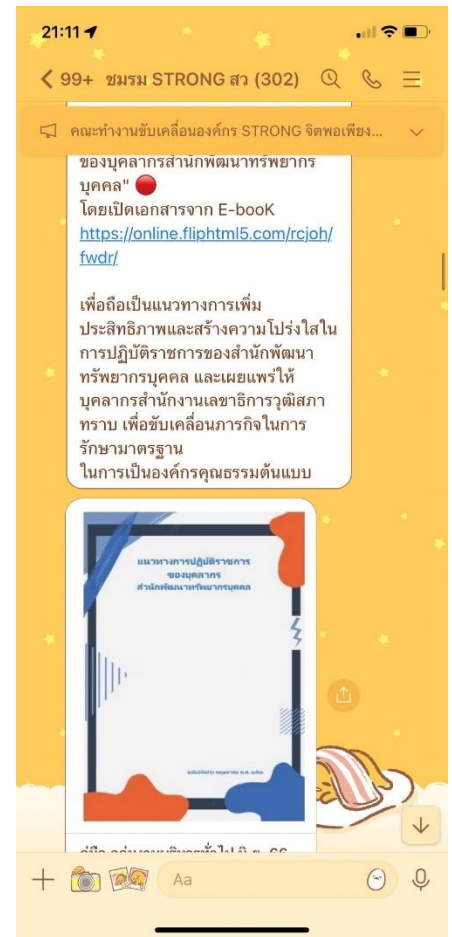 21:11
99+ ชมรม STRONG สว (302)
คณะทำงานขับเคลื่อนองค์กร STRONG จิตพอเพียง...
ของบุคลากรสำนักพัฒนาทรัพยากร
บุคคล" 🔴
โดยเปิดเอกสารจาก E-booK
https://online.fliphtml5.com/rcjoh/
fwdr/
เพื่อถือเป็นแนวทางการเพิ่ม
ประสิทธิภาพและสร้างความโปร่งใสใน
การปฏิบัติราชการของสำนักพัฒนา
ทรัพยากรบุคคล และเผยแพร่ให้
บุคลากรสำนักงานเลขาธิการวุฒิสภา
ทราบ เพื่อขับเคลื่อนภารกิจในการ
รักษามาตรฐาน
ในการเป็นองค์กรคุณธรรมต้นแบบ
แนวทางการปฏิบัติราชการ
ของบุคลากร
สำนักพัฒนาทรัพยากรบุคคล
Aa